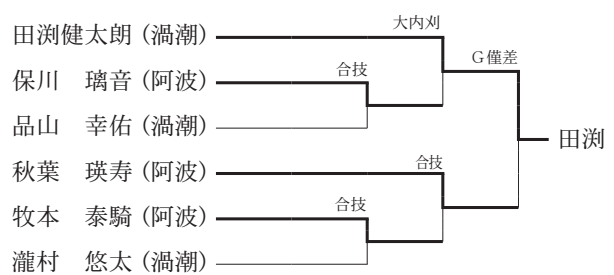 大内刈
田渕健太朗（渦潮）
G僅差
保川　璃音（阿波）
合技
品山　幸佑（渦潮）
田渕
秋葉　瑛寿（阿波）
合技
牧本　泰騎（阿波）
合技
瀧村　悠太（渦潮）